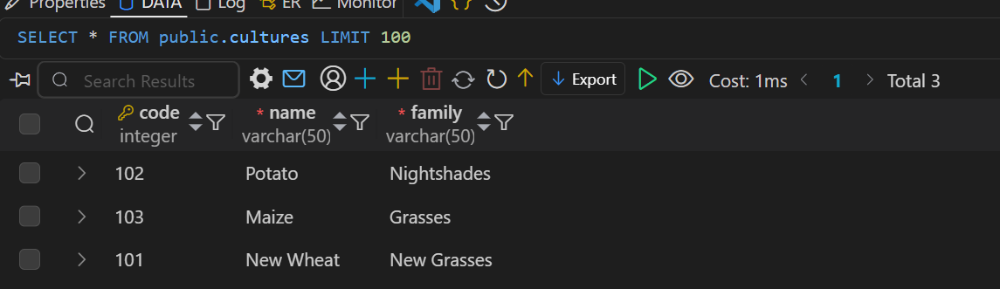 Properties DATA Log ER Monitor
SELECT * FROM public.cultures LIMIT 100
Search Results Export Cost: 1ms 1 Total 3
code * name * family
integer varchar(50) varchar(50)
102 Potato Nightshades
103 Maize Grasses
101 New Wheat New Grasses